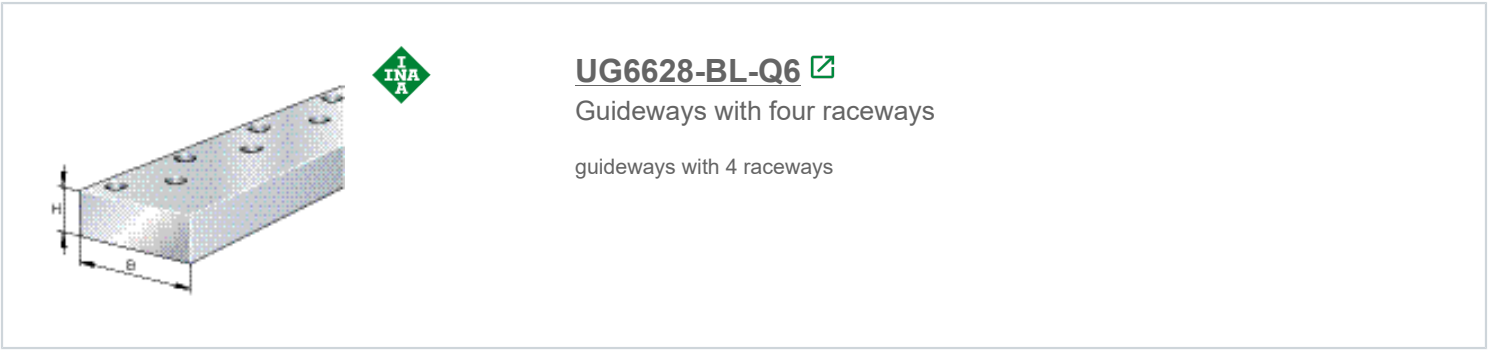 I
INA
A
UG6628-BL-Q6
Guideways with four raceways
guideways with 4 raceways
H
B